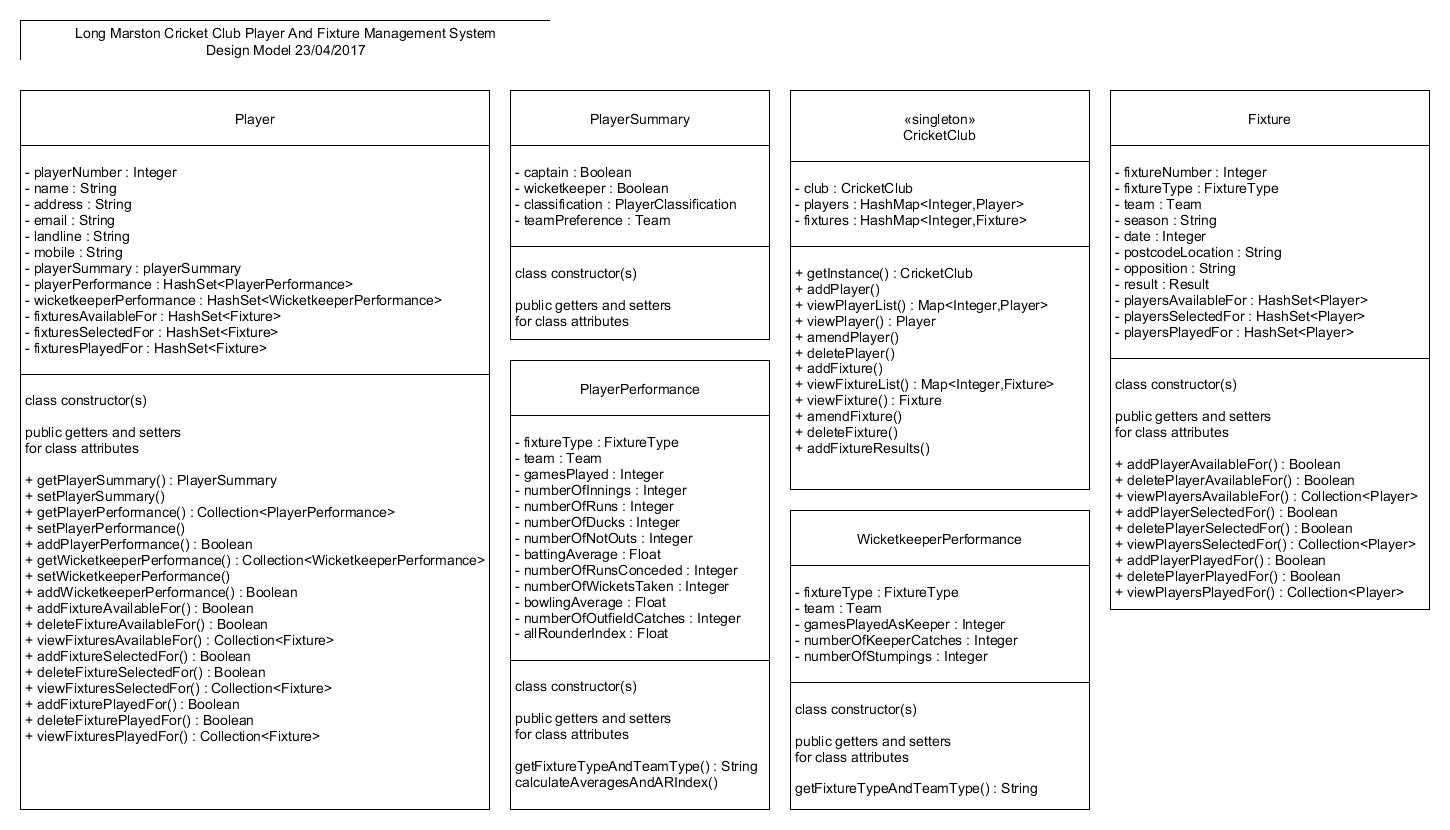 Long Marston Cricket Club Player And Fixture Management System
Design Model 23/04/2017
Player
- playerNumber : Integer
- name : String
- address : String
- email : String
- landline : String
- mobile : String
- playerSummary : playerSummary
- playerPerformance : HashSet<PlayerPerformance>
- wicketkeeperPerformance : HashSet<WicketkeeperPerformance>
- fixturesAvailableFor : HashSet<Fixture>
- fixturesSelectedFor : HashSet<Fixture>
- fixturesPlayedFor : HashSet<Fixture>
class constructor(s)
public getters and setters
for class attributes
+ getPlayerSummary() : PlayerSummary
+ setPlayerSummary()
+ getPlayerPerformance() : Collection<PlayerPerformance>
+ setPlayerPerformance()
+ addPlayerPerformance() : Boolean
+ getWicketkeeperPerformance() : Collection<WicketkeeperPerformance>
+ setWicketkeeperPerformance()
+ addWicketkeeperPerformance() : Boolean
+ addFixtureAvailableFor() : Boolean
+ deleteFixtureAvailableFor() : Boolean
+ viewFixturesAvailableFor() : Collection<Fixture>
+ addFixtureSelectedFor() : Boolean
+ deleteFixtureSelectedFor() : Boolean
+ viewFixturesSelectedFor() : Collection<Fixture>
+ addFixturePlayedFor() : Boolean
+ deleteFixturePlayedFor() : Boolean
+ viewFixturesPlayedFor() : Collection<Fixture>
PlayerSummary
- captain : Boolean
- wicketkeeper : Boolean
- classification : PlayerClassification
- teamPreference : Team
class constructor(s)
public getters and setters
for class attributes
PlayerPerformance
- fixtureType : FixtureType
- team : Team
- gamesPlayed : Integer
- numberOfInnings : Integer
- numberOfRuns : Integer
- numberOfDucks : Integer
- numberOfNotOuts : Integer
- battingAverage : Float
- numberOfRunsConceded : Integer
- numberOfWicketsTaken : Integer
- bowlingAverage : Float
- numberOfOutfieldCatches : Integer
- allRounderIndex : Float
class constructor(s)
public getters and setters
for class attributes
getFixtureTypeAndTeamType() : String
calculateAveragesAndARIndex()
«singleton»
CricketClub
- club : CricketClub
- players : HashMap<Integer,Player>
- fixtures : HashMap<Integer,Fixture>
+ getInstance() : CricketClub
+ addPlayer()
+ viewPlayerList() : Map<Integer,Player>
+ viewPlayer() : Player
+ amendPlayer()
+ deletePlayer()
+ addFixture()
+ viewFixtureList() : Map<Integer,Fixture>
+ viewFixture() : Fixture
+ amendFixture()
+ deleteFixture()
+ addFixtureResults()
WicketkeeperPerformance
- fixtureType : FixtureType
- team : Team
- gamesPlayedAsKeeper : Integer
- numberOfKeeperCatches : Integer
- numberOfStumpings : Integer
class constructor(s)
public getters and setters
for class attributes
getFixtureTypeAndTeamType() : String
Fixture
- fixtureNumber : Integer
- fixtureType : FixtureType
- team : Team
- season : String
- date : Integer
- postcodeLocation : String
- opposition : String
- result : Result
- playersAvailableFor : HashSet<Player>
- playersSelectedFor : HashSet<Player>
- playersPlayedFor : HashSet<Player>
class constructor(s)
public getters and setters
for class attributes
+ addPlayerAvailableFor() : Boolean
+ deletePlayerAvailableFor() : Boolean
+ viewPlayersAvailableFor() : Collection<Player>
+ addPlayerSelectedFor() : Boolean
+ deletePlayerSelectedFor() : Boolean
+ viewPlayersSelectedFor() : Collection<Player>
+ addPlayerPlayedFor() : Boolean
+ deletePlayerPlayedFor() : Boolean
+ viewPlayersPlayedFor() : Collection<Player>